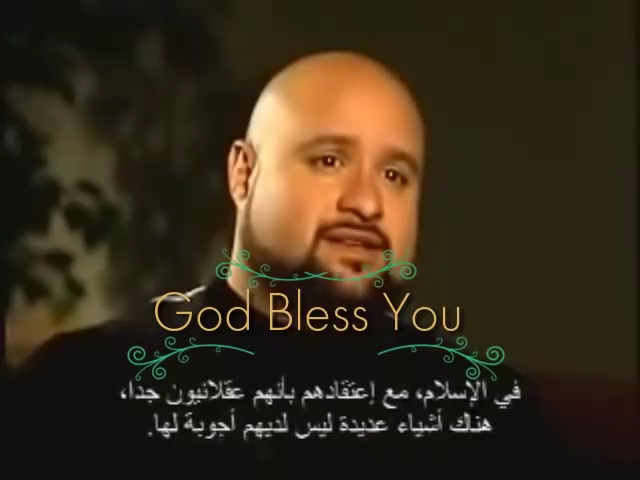 God Bless You
في الإسلام، مع إعتقادهم بأنهم عقلانيون جدا،
هناك أشياء عديدة ليس لديهم أجوبة لها.